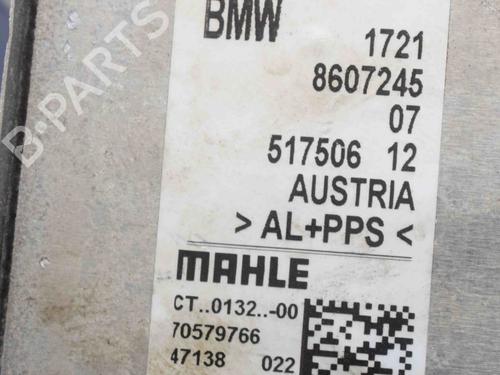 BMW 1721
8607245
07
517506 12
AUSTRIA
> AL+PPS <
MAHLE
CT..0132..-00
70579766
47138 022
B-PARTS